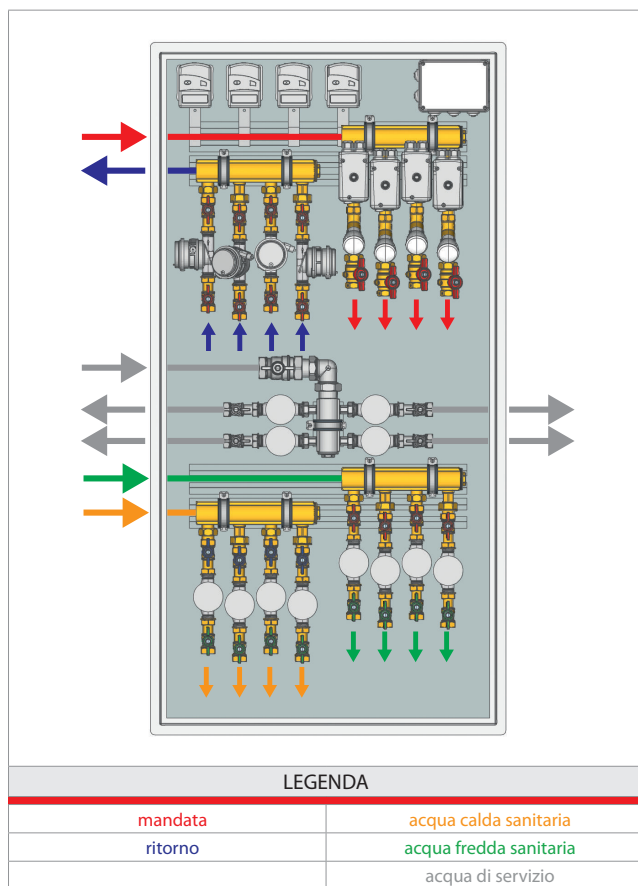 LEGENDA
mandata
acqua calda sanitaria
ritorno
acqua fredda sanitaria
acqua di servizio